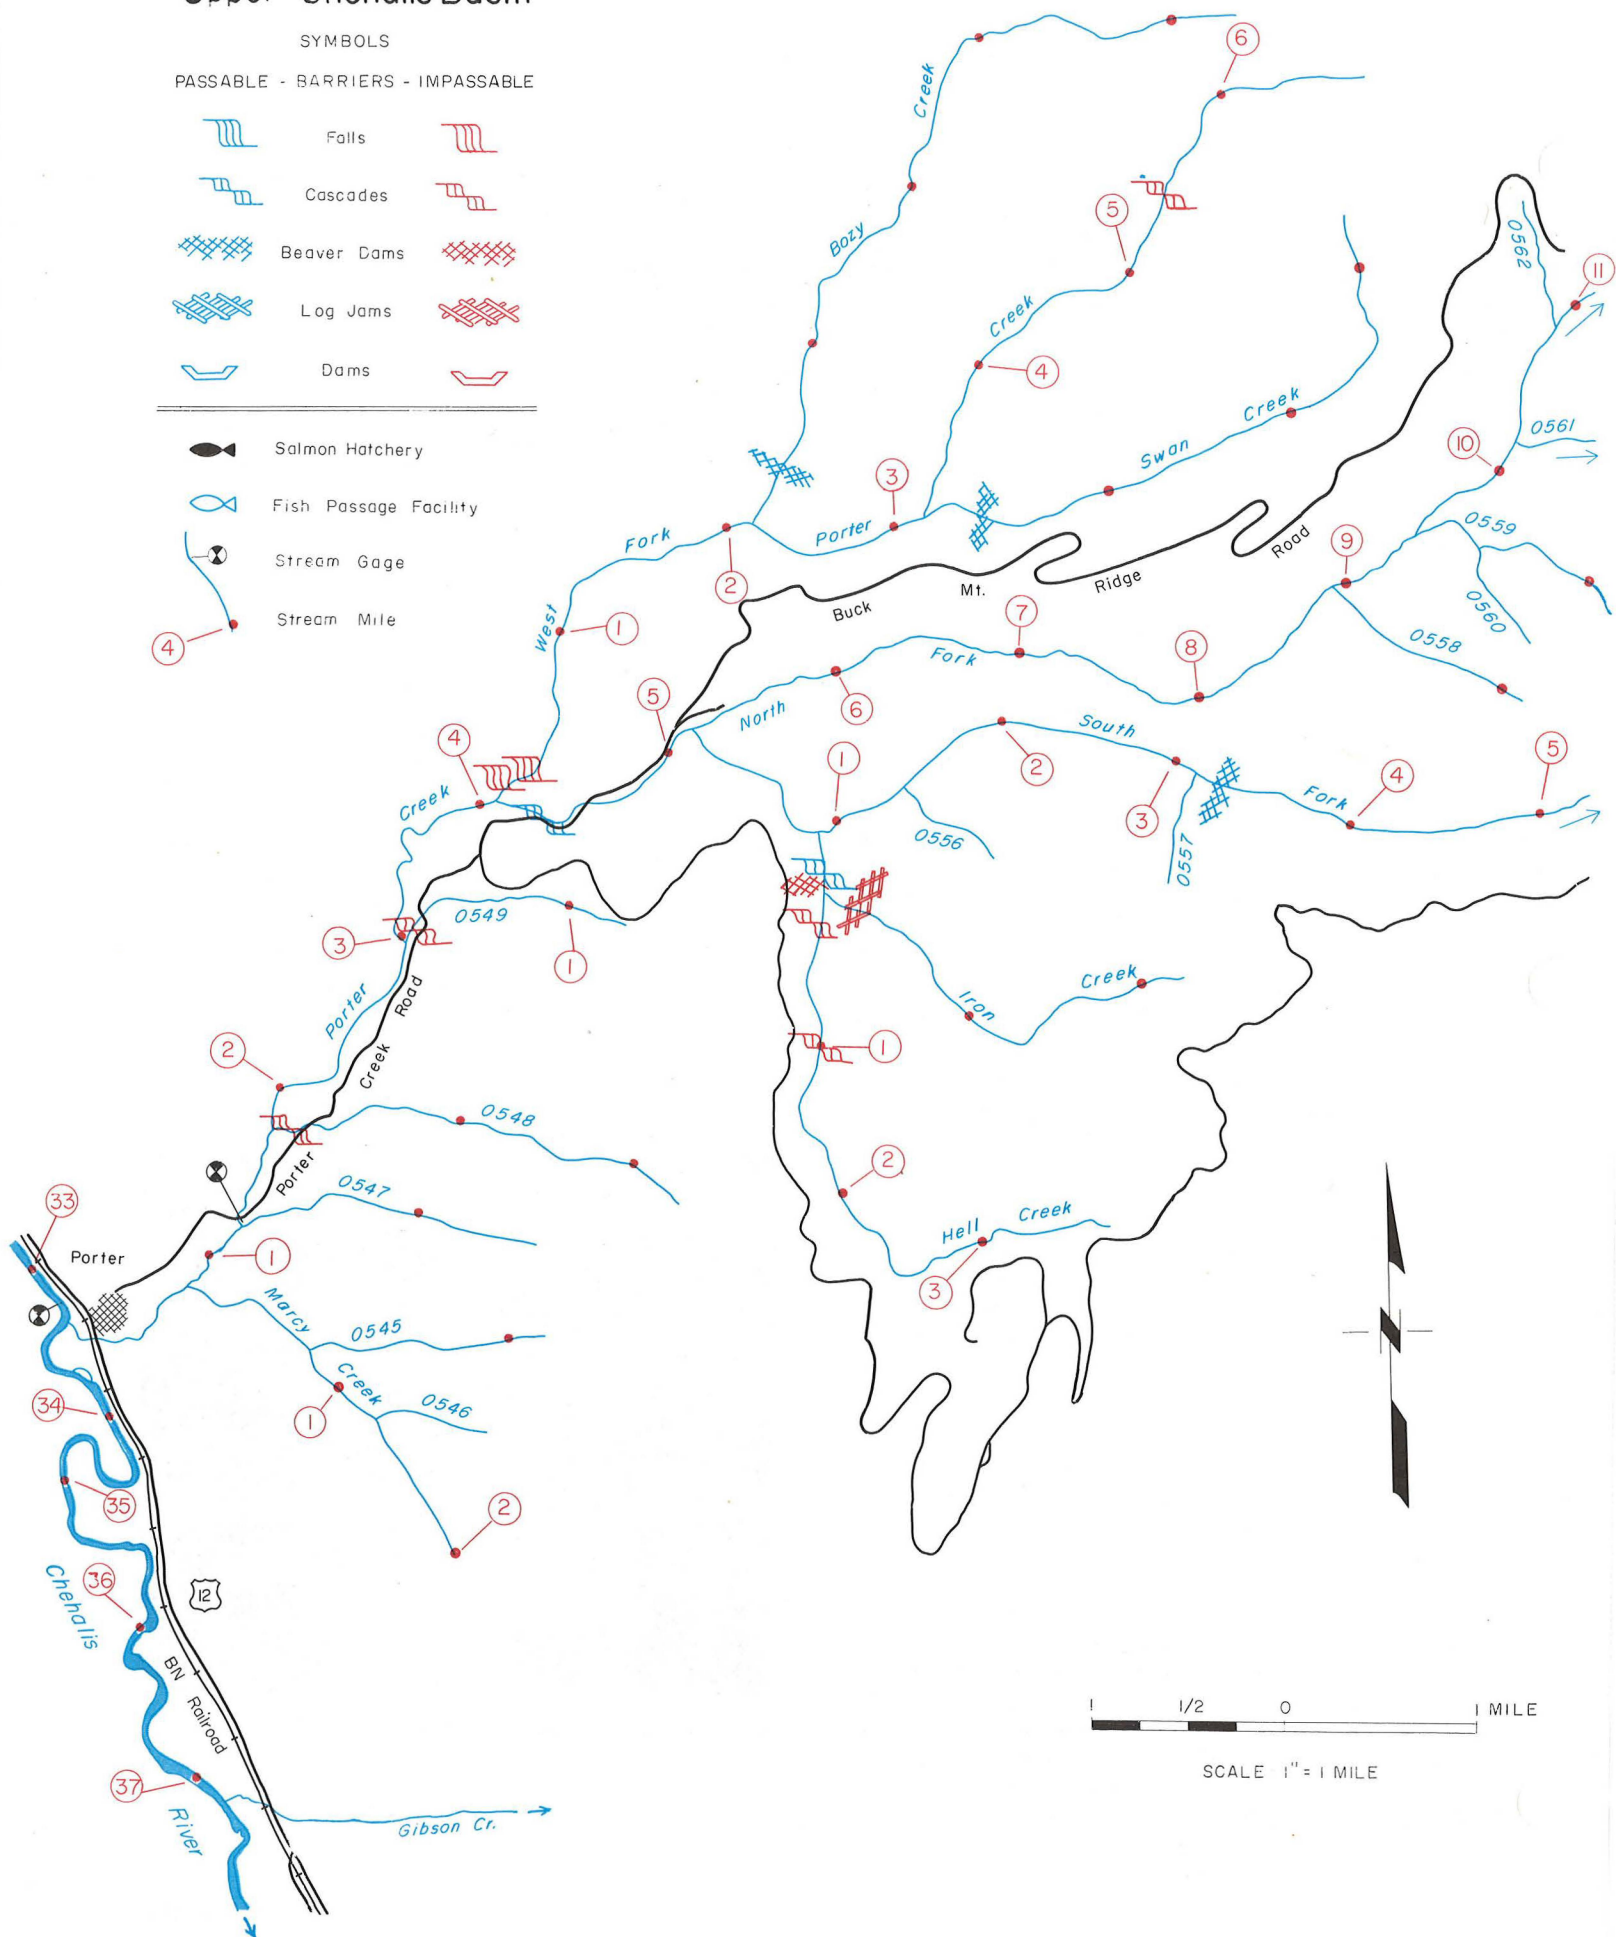 Upper Chehalis Basin
SYMBOLS
PASSABLE - BARRIERS - IMPASSABLE
Falls
Cascades
Beaver Dams
Log Jams
Dams
Salmon Hatchery
Fish Passage Facility
Stream Gage
Stream Mile
4
Bozy Creek
6
5
Creek
4
Swan Creek
0562
11
0561
10
0559
0560
9
0558
West Fork Porter
3
2
1
Buck Mt. Ridge Road
North Fork
5
6
7
8
South Fork
1
2
3
4
5
0556
0557
Porter Creek
4
3
2
1
0549
1
Porter Creek Road
0548
0547
Iron Creek
Hell Creek
1
2
3
Marcy Creek
0545
0546
1
2
Porter
33
34
35
36
37
Chehalis River
12
BN Railroad
Gibson Cr.
N
1 1/2 0 1 MILE
SCALE 1" = 1 MILE